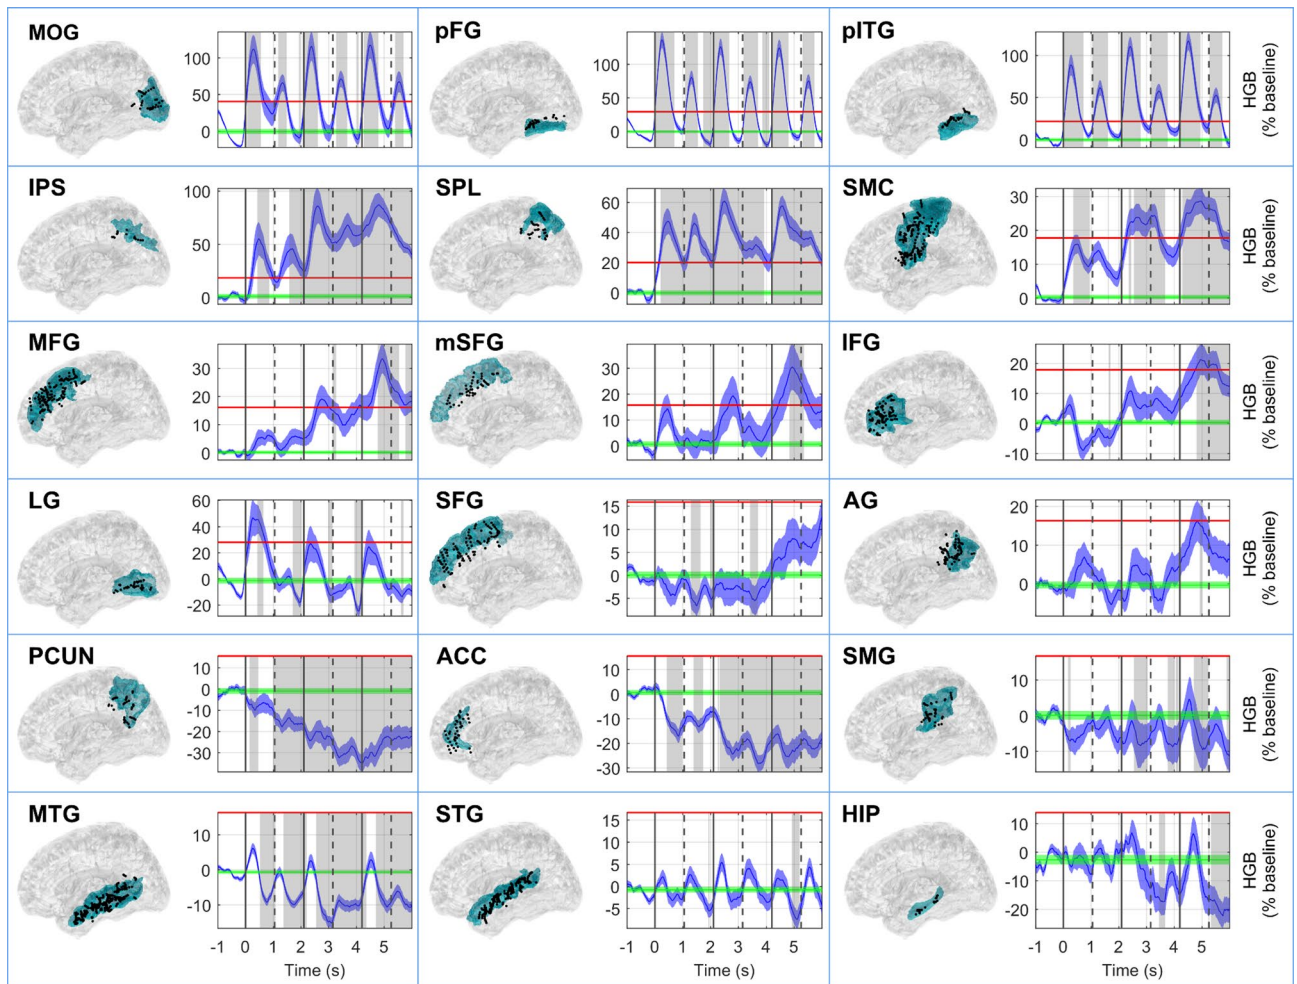 MOG
100
50
0
pFG
100
50
0
pITG
100
50
0
HGB
(% baseline)
IPS
100
50
0
SPL
60
40
20
0
SMC
30
20
10
0
HGB
(% baseline)
MFG
30
20
10
0
mSFG
30
20
10
0
IFG
20
10
0
-10
HGB
(% baseline)
LG
60
40
20
0
-20
SFG
15
10
5
0
-5
AG
20
10
0
HGB
(% baseline)
PCUN
10
0
-10
-20
-30
ACC
10
0
-10
-20
-30
SMG
10
0
-10
HGB
(% baseline)
MTG
10
0
-10
STG
15
10
5
0
-5
HIP
10
0
-10
-20
HGB
(% baseline)
-1 0 1 2 3 4 5
Time (s)
-1 0 1 2 3 4 5
Time (s)
-1 0 1 2 3 4 5
Time (s)